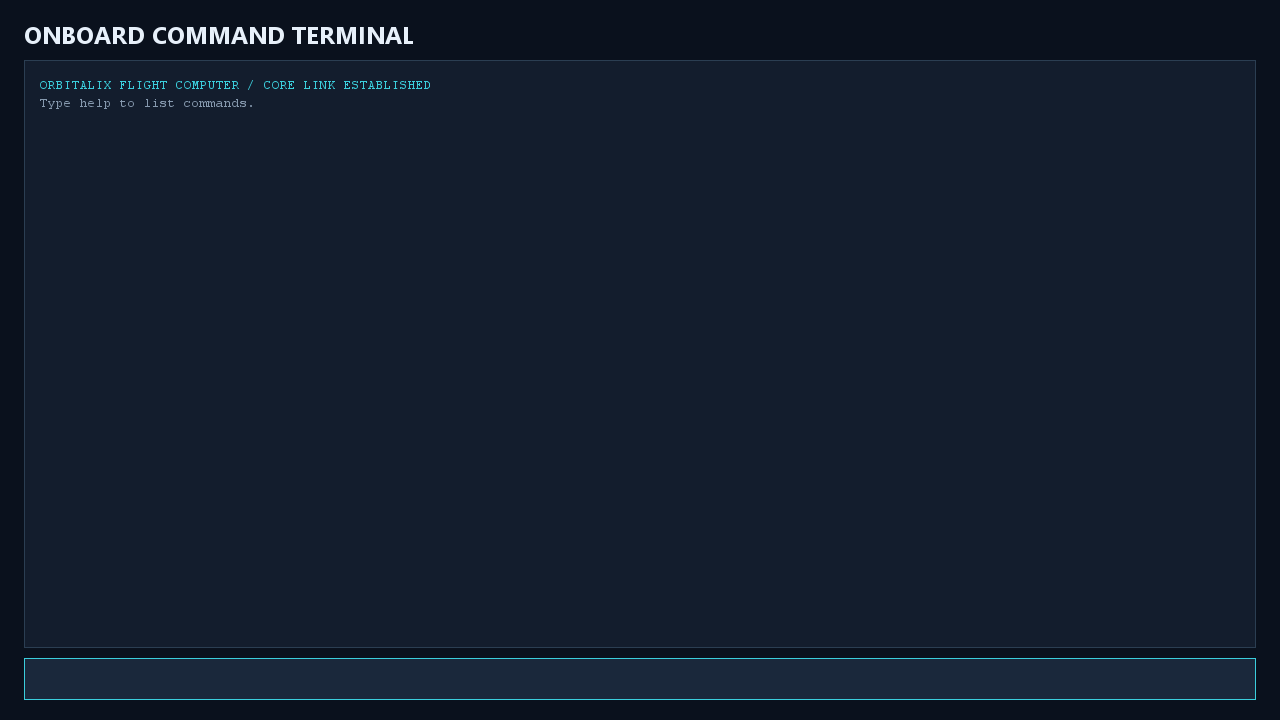 ONBOARD COMMAND TERMINAL
ORBITALIX FLIGHT COMPUTER / CORE LINK ESTABLISHED
Type help to list commands.